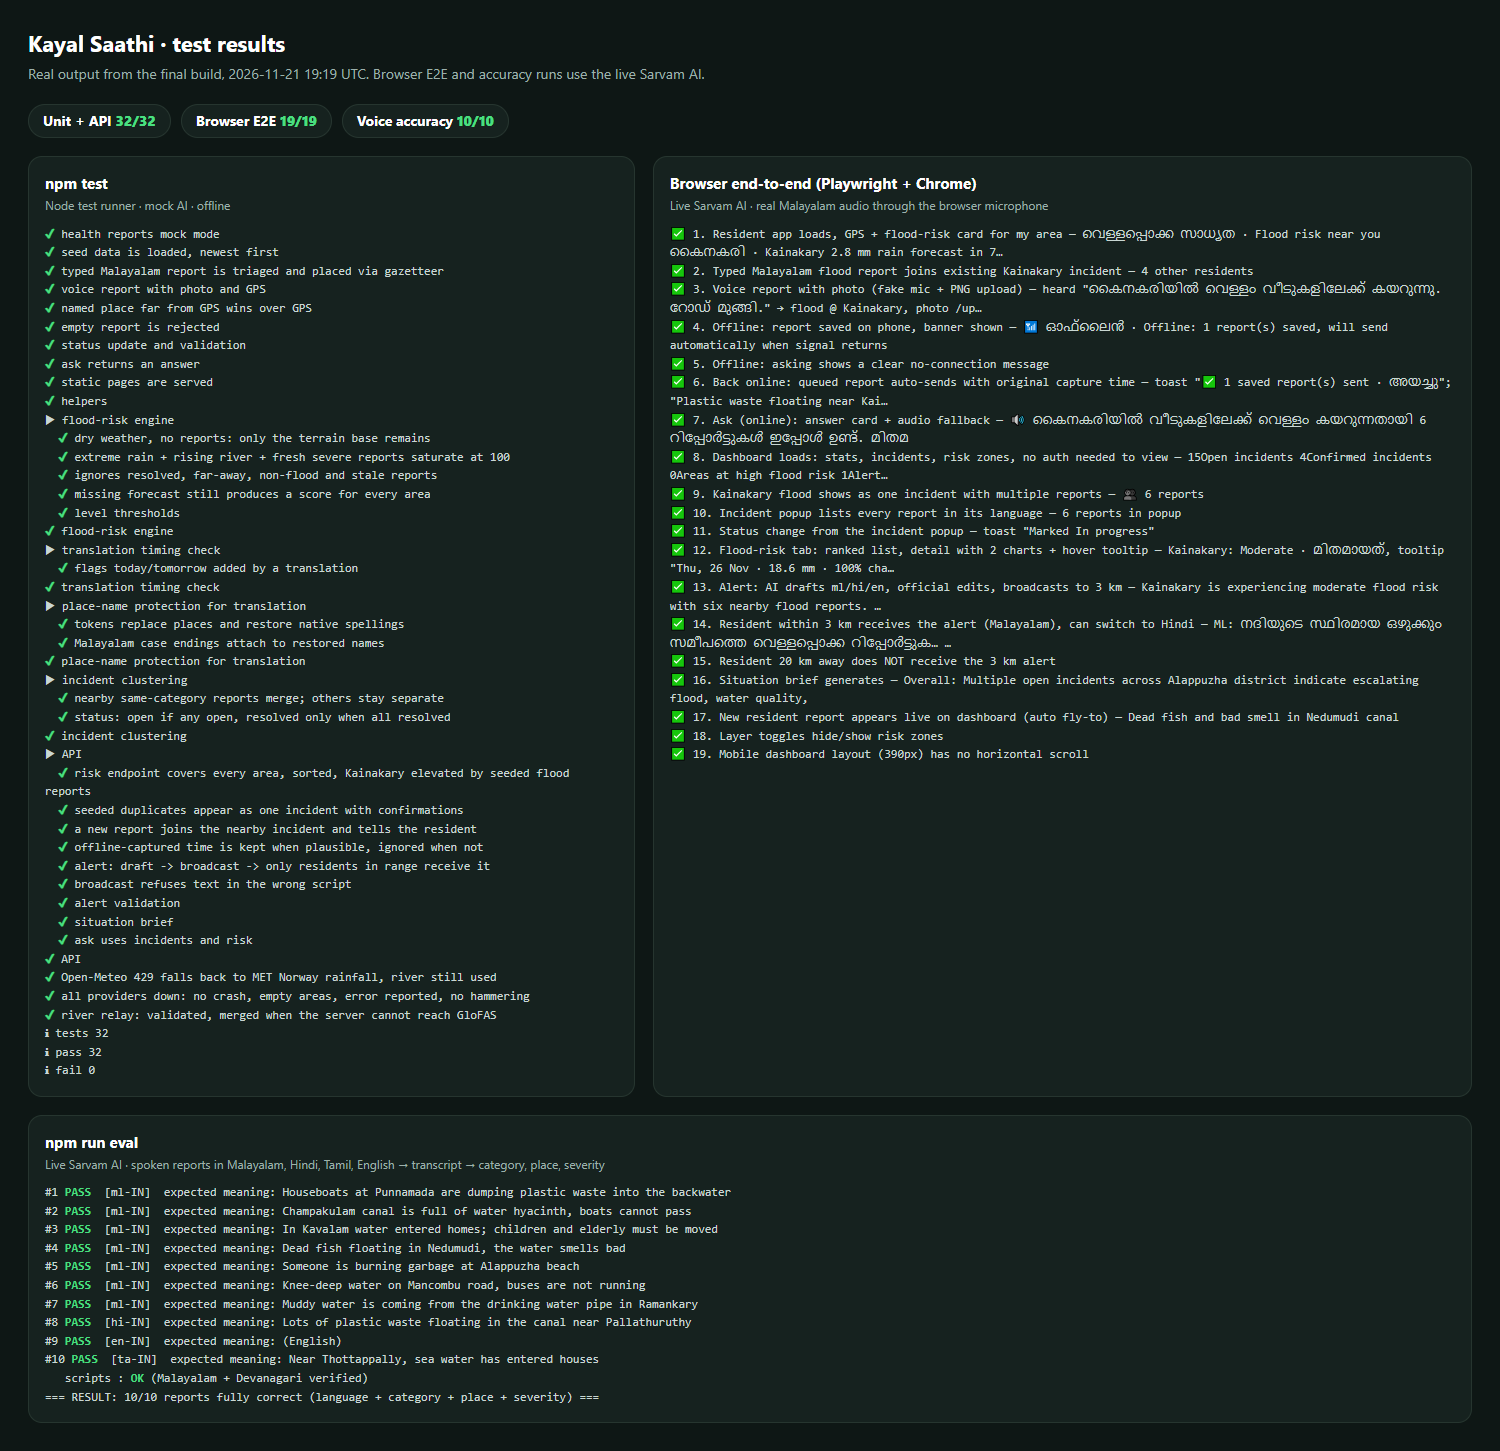 Kayal Saathi · test results
Real output from the final build, 2026-11-21 19:19 UTC. Browser E2E and accuracy runs use the live Sarvam AI.
Unit + API 32/32
Browser E2E 19/19
Voice accuracy 10/10
npm test
Node test runner · mock AI · offline
✔ health reports mock mode
✔ seed data is loaded, newest first
✔ typed Malayalam report is triaged and placed via gazetteer
✔ voice report with photo and GPS
✔ named place far from GPS wins over GPS
✔ empty report is rejected
✔ status update and validation
✔ ask returns an answer
✔ static pages are served
✔ helpers
▶ flood-risk engine
✔ dry weather, no reports: only the terrain base remains
✔ extreme rain + rising river + fresh severe reports saturate at 100
✔ ignores resolved, far-away, non-flood and stale reports
✔ missing forecast still produces a score for every area
✔ level thresholds
✔ flood-risk engine
▶ translation timing check
✔ flags today/tomorrow added by a translation
✔ translation timing check
▶ place-name protection for translation
✔ tokens replace places and restore native spellings
✔ Malayalam case endings attach to restored names
✔ place-name protection for translation
▶ incident clustering
✔ nearby same-category reports merge; others stay separate
✔ status: open if any open, resolved only when all resolved
✔ incident clustering
▶ API
✔ risk endpoint covers every area, sorted, Kainakary elevated by seeded flood
reports
✔ seeded duplicates appear as one incident with confirmations
✔ a new report joins the nearby incident and tells the resident
✔ offline-captured time is kept when plausible, ignored when not
✔ alert: draft -> broadcast -> only residents in range receive it
✔ broadcast refuses text in the wrong script
✔ alert validation
✔ situation brief
✔ ask uses incidents and risk
✔ API
✔ Open-Meteo 429 falls back to MET Norway rainfall, river still used
✔ all providers down: no crash, empty areas, error reported, no hammering
✔ river relay: validated, merged when the server cannot reach GloFAS
ℹ tests 32
ℹ pass 32
ℹ fail 0
Browser end-to-end (Playwright + Chrome)
Live Sarvam AI · real Malayalam audio through the browser microphone
✅ 1. Resident app loads, GPS + flood-risk card for my area — വെള്ളപ്പൊക്ക സാധ്യത · Flood risk near you
കൈനകരി · Kainakary 2.8 mm rain forecast in 7…
✅ 2. Typed Malayalam flood report joins existing Kainakary incident — 4 other residents
✅ 3. Voice report with photo (fake mic + PNG upload) — heard "കൈനകരിയിൽ വെള്ളം വീടുകളിലേക്ക് കയറുന്നു.
റോഡ് മുങ്ങി." → flood @ Kainakary, photo /up…
✅ 4. Offline: report saved on phone, banner shown — 📶 ഓഫ്‌ലൈൻ · Offline: 1 report(s) saved, will send
automatically when signal returns
✅ 5. Offline: asking shows a clear no-connection message
✅ 6. Back online: queued report auto-sends with original capture time — toast "✅ 1 saved report(s) sent · അയച്ചു";
"Plastic waste floating near Kai…
✅ 7. Ask (online): answer card + audio fallback — 🔊 കൈനകരിയിൽ വീടുകളിലേക്ക് വെള്ളം കയറുന്നതായി 6
റിപ്പോർട്ടുകൾ ഇപ്പോൾ ഉണ്ട്. മിതമ
✅ 8. Dashboard loads: stats, incidents, risk zones, no auth needed to view — 15Open incidents 4Confirmed incidents
0Areas at high flood risk 1Alert…
✅ 9. Kainakary flood shows as one incident with multiple reports — 👥 6 reports
✅ 10. Incident popup lists every report in its language — 6 reports in popup
✅ 11. Status change from the incident popup — toast "Marked In progress"
✅ 12. Flood-risk tab: ranked list, detail with 2 charts + hover tooltip — Kainakary: Moderate · മിതമായത്, tooltip
"Thu, 26 Nov · 18.6 mm · 100% cha…
✅ 13. Alert: AI drafts ml/hi/en, official edits, broadcasts to 3 km — Kainakary is experiencing moderate flood risk
with six nearby flood reports. …
✅ 14. Resident within 3 km receives the alert (Malayalam), can switch to Hindi — ML: നദിയുടെ സ്ഥിരമായ ഒഴുക്കും
സമീപത്തെ വെള്ളപ്പൊക്ക റിപ്പോർട്ടുക… …
✅ 15. Resident 20 km away does NOT receive the 3 km alert
✅ 16. Situation brief generates — Overall: Multiple open incidents across Alappuzha district indicate escalating
flood, water quality,
✅ 17. New resident report appears live on dashboard (auto fly-to) — Dead fish and bad smell in Nedumudi canal
✅ 18. Layer toggles hide/show risk zones
✅ 19. Mobile dashboard layout (390px) has no horizontal scroll
npm run eval
Live Sarvam AI · spoken reports in Malayalam, Hindi, Tamil, English → transcript → category, place, severity
#1 PASS [ml-IN] expected meaning: Houseboats at Punnamada are dumping plastic waste into the backwater
#2 PASS [ml-IN] expected meaning: Champakulam canal is full of water hyacinth, boats cannot pass
#3 PASS [ml-IN] expected meaning: In Kavalam water entered homes; children and elderly must be moved
#4 PASS [ml-IN] expected meaning: Dead fish floating in Nedumudi, the water smells bad
#5 PASS [ml-IN] expected meaning: Someone is burning garbage at Alappuzha beach
#6 PASS [ml-IN] expected meaning: Knee-deep water on Mancombu road, buses are not running
#7 PASS [ml-IN] expected meaning: Muddy water is coming from the drinking water pipe in Ramankary
#8 PASS [hi-IN] expected meaning: Lots of plastic waste floating in the canal near Pallathuruthy
#9 PASS [en-IN] expected meaning: (English)
#10 PASS [ta-IN] expected meaning: Near Thottappally, sea water has entered houses
scripts : OK (Malayalam + Devanagari verified)
=== RESULT: 10/10 reports fully correct (language + category + place + severity) ===